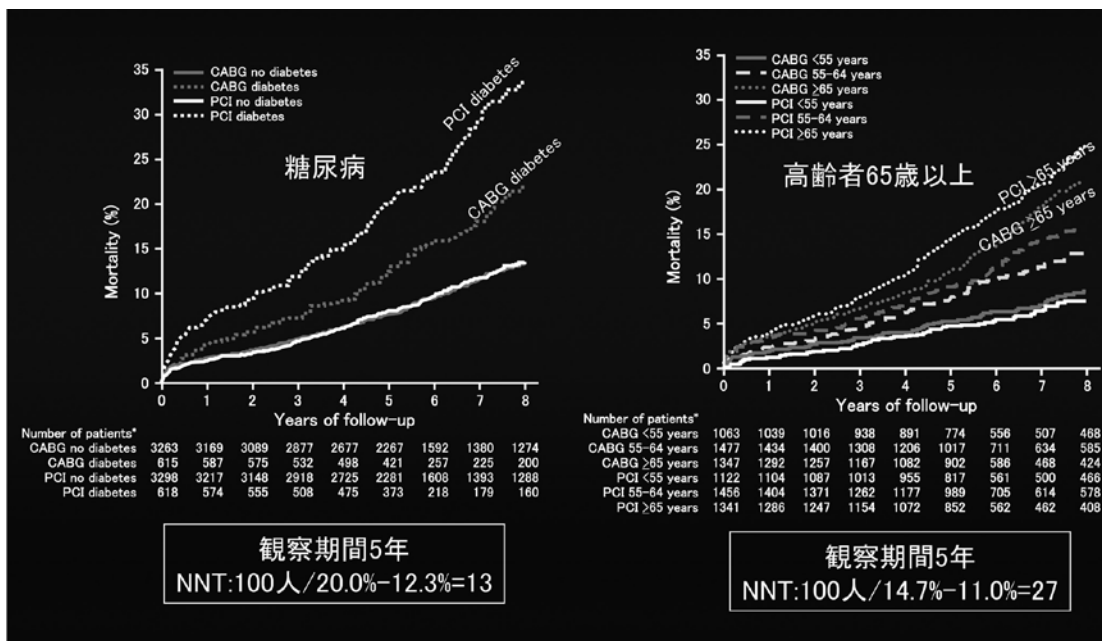 35
30
25
20
15
10
5
0
Mortality (%)
CABG no diabetes
CABG diabetes
PCI no diabetes
PCI diabetes
糖尿病
PCI diabetes
CABG diabetes
0 1 2 3 4 5 6 7 8
Years of follow-up
Number of patients*
CABG no diabetes 3263 3169 3089 2877 2677 2267 1592 1380 1274
CABG diabetes 615 587 575 532 498 421 257 225 200
PCI no diabetes 3298 3217 3148 2918 2725 2281 1608 1393 1288
PCI diabetes 618 574 555 508 475 373 218 179 160
観察期間5年
NNT:100人/20.0%-12.3%=13
35
30
25
20
15
10
5
0
Mortality (%)
CABG <55 years
CABG 55-64 years
CABG ≥65 years
PCI <55 years
PCI 55-64 years
PCI ≥65 years
高齢者65歳以上
PCI ≥65 years
CABG ≥65 years
0 1 2 3 4 5 6 7 8
Years of follow-up
Number of patients*
CABG <55 years 1063 1039 1016 938 891 774 556 507 468
CABG 55-64 years 1477 1434 1400 1308 1206 1017 711 634 585
CABG ≥65 years 1347 1292 1257 1167 1082 902 586 468 424
PCI <55 years 1122 1104 1087 1013 955 817 561 500 466
PCI 55-64 years 1456 1404 1371 1262 1177 989 705 614 578
PCI ≥65 years 1341 1286 1247 1154 1072 852 562 462 408
観察期間5年
NNT:100人/14.7%-11.0%=27